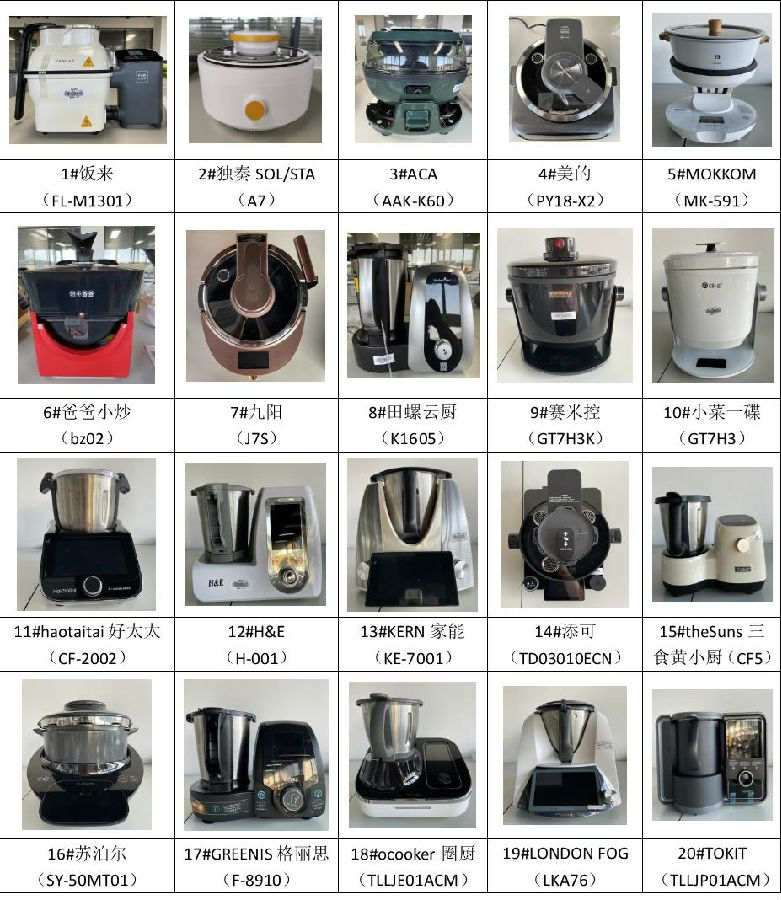 1#饭来
（FL-M1301）
2#独奏 SOL/STA
（A7）
3#ACA
（AAK-K60）
4#美的
（PY18-X2）
5#MOKKOM
（MK-591）
6#爸爸小炒
（bz02）
7#九阳
（J7S）
8#田螺云厨
（K1605）
9#赛米控
（GT7H3K）
10#小菜一碟
（GT7H3）
11#haotaitai 好太太
（CF-2002）
H&E
12#H&E
（H-001）
13#KERN 家能
（KE-7001）
14#添可
（TD03010ECN）
15#theSuns 三
食黄小厨（CF5）
16#苏泊尔
（SY-50MT01）
17#GREENIS 格丽思
（F-8910）
18#ocooker 圈厨
（TLLJE01ACM）
19#LONDON FOG
（LKA76）
20#TOKIT
（TLLJP01ACM）